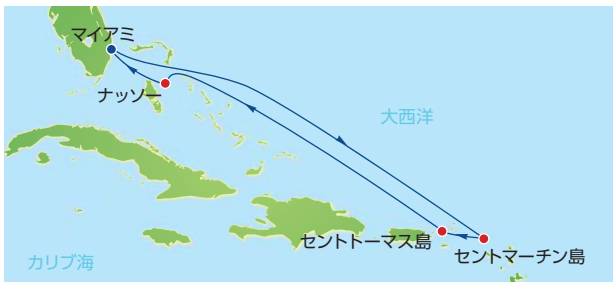 マイアミ
ナッソー
大西洋
セントトーマス島
セントマーチン島
カリブ海